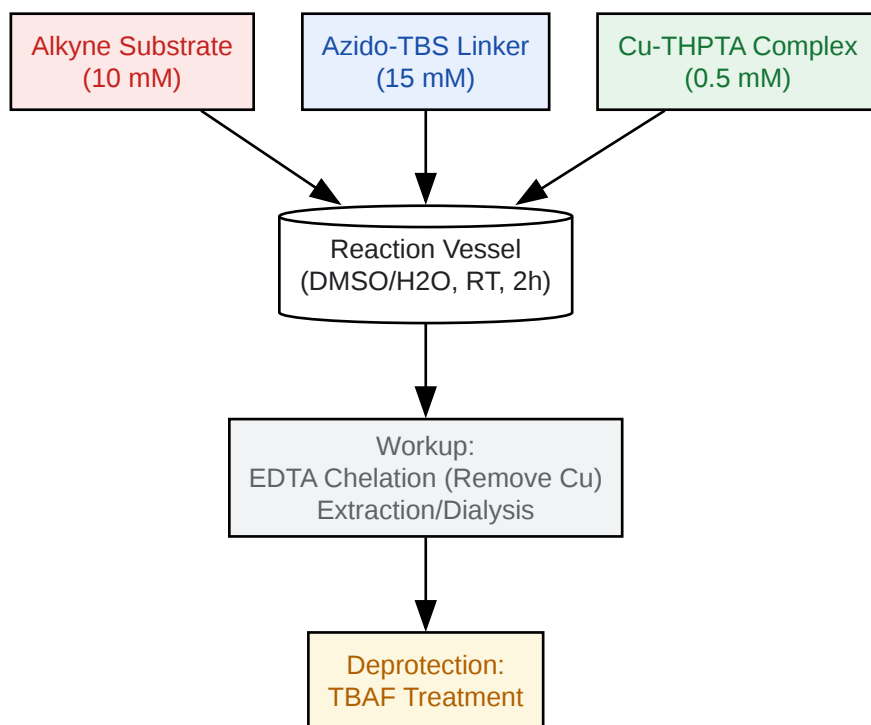 Alkyne Substrate
(10 mM)
Azido-TBS Linker
(15 mM)
Cu-THPTA Complex
(0.5 mM)
Reaction Vessel
(DMSO/H2O, RT, 2h)
Workup:
EDTA Chelation (Remove Cu)
Extraction/Dialysis
Deprotection:
TBAF Treatment